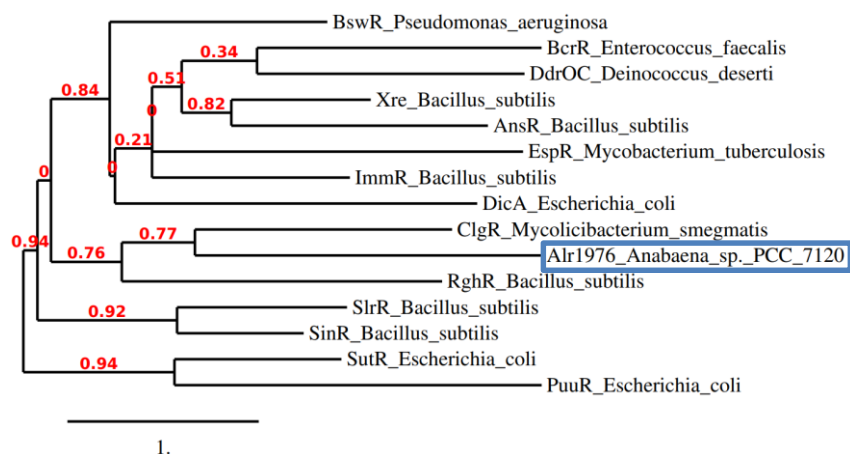 BswR_Pseudomonas_aeruginosa
BcrR_Enterococcus_faecalis
0.34
DdrOC_Deinococcus_deserti
0.51
0.84
Xre_Bacillus_subtilis
0.82
0
AnsR_Bacillus_subtilis
0.21
EspR_Mycobacterium_tuberculosis
0
0
ImmR_Bacillus_subtilis
DicA_Escherichia_coli
ClgR_Mycolicibacterium_smegmatis
0.77
0.94
0.76
Alr1976_Anabaena_sp._PCC_7120
RghR_Bacillus_subtilis
SlrR_Bacillus_subtilis
0.92
SinR_Bacillus_subtilis
SutR_Escherichia_coli
0.94
PuuR_Escherichia_coli
1.